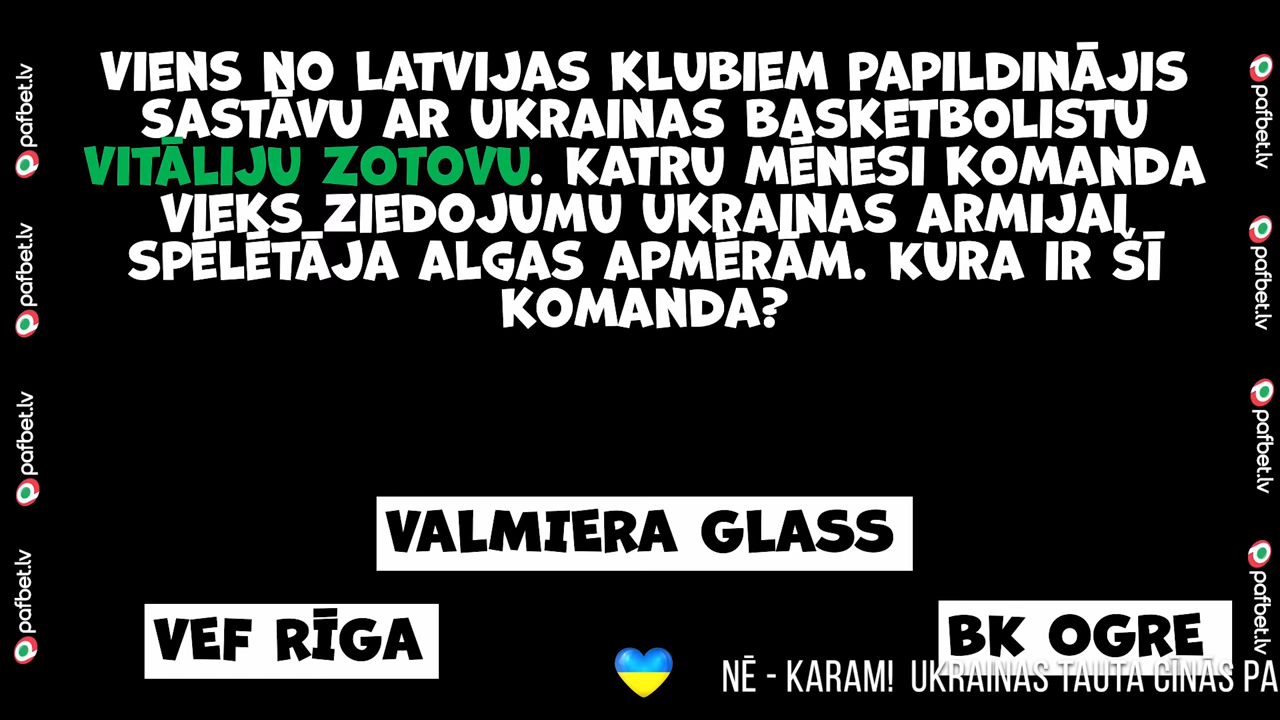 VIENS NO LATVIJAS KLUBIEM PAPILDINĀJIS
SASTĀVU AR UKRAINAS BASKETBOLISTU
VITĀLIJU ZOTOVU. KATRU MĒNESI KOMANDA
VIEKS ZIEDOJUMU UKRAINAS ARMIJAI
SPĒLĒTĀJA ALGAS APMĒRĀM. KURA IR ŠĪ
KOMANDA?
VALMIERA GLASS
VEF RĪGA
BK OGRE
NĒ - KARAM! UKRAINAS TAUTA CĪNĀS PA
pafbet.lv
pafbet.lv
pafbet.lv
pafbet.lv
pafbet.lv
pafbet.lv
pafbet.lv
pafbet.lv